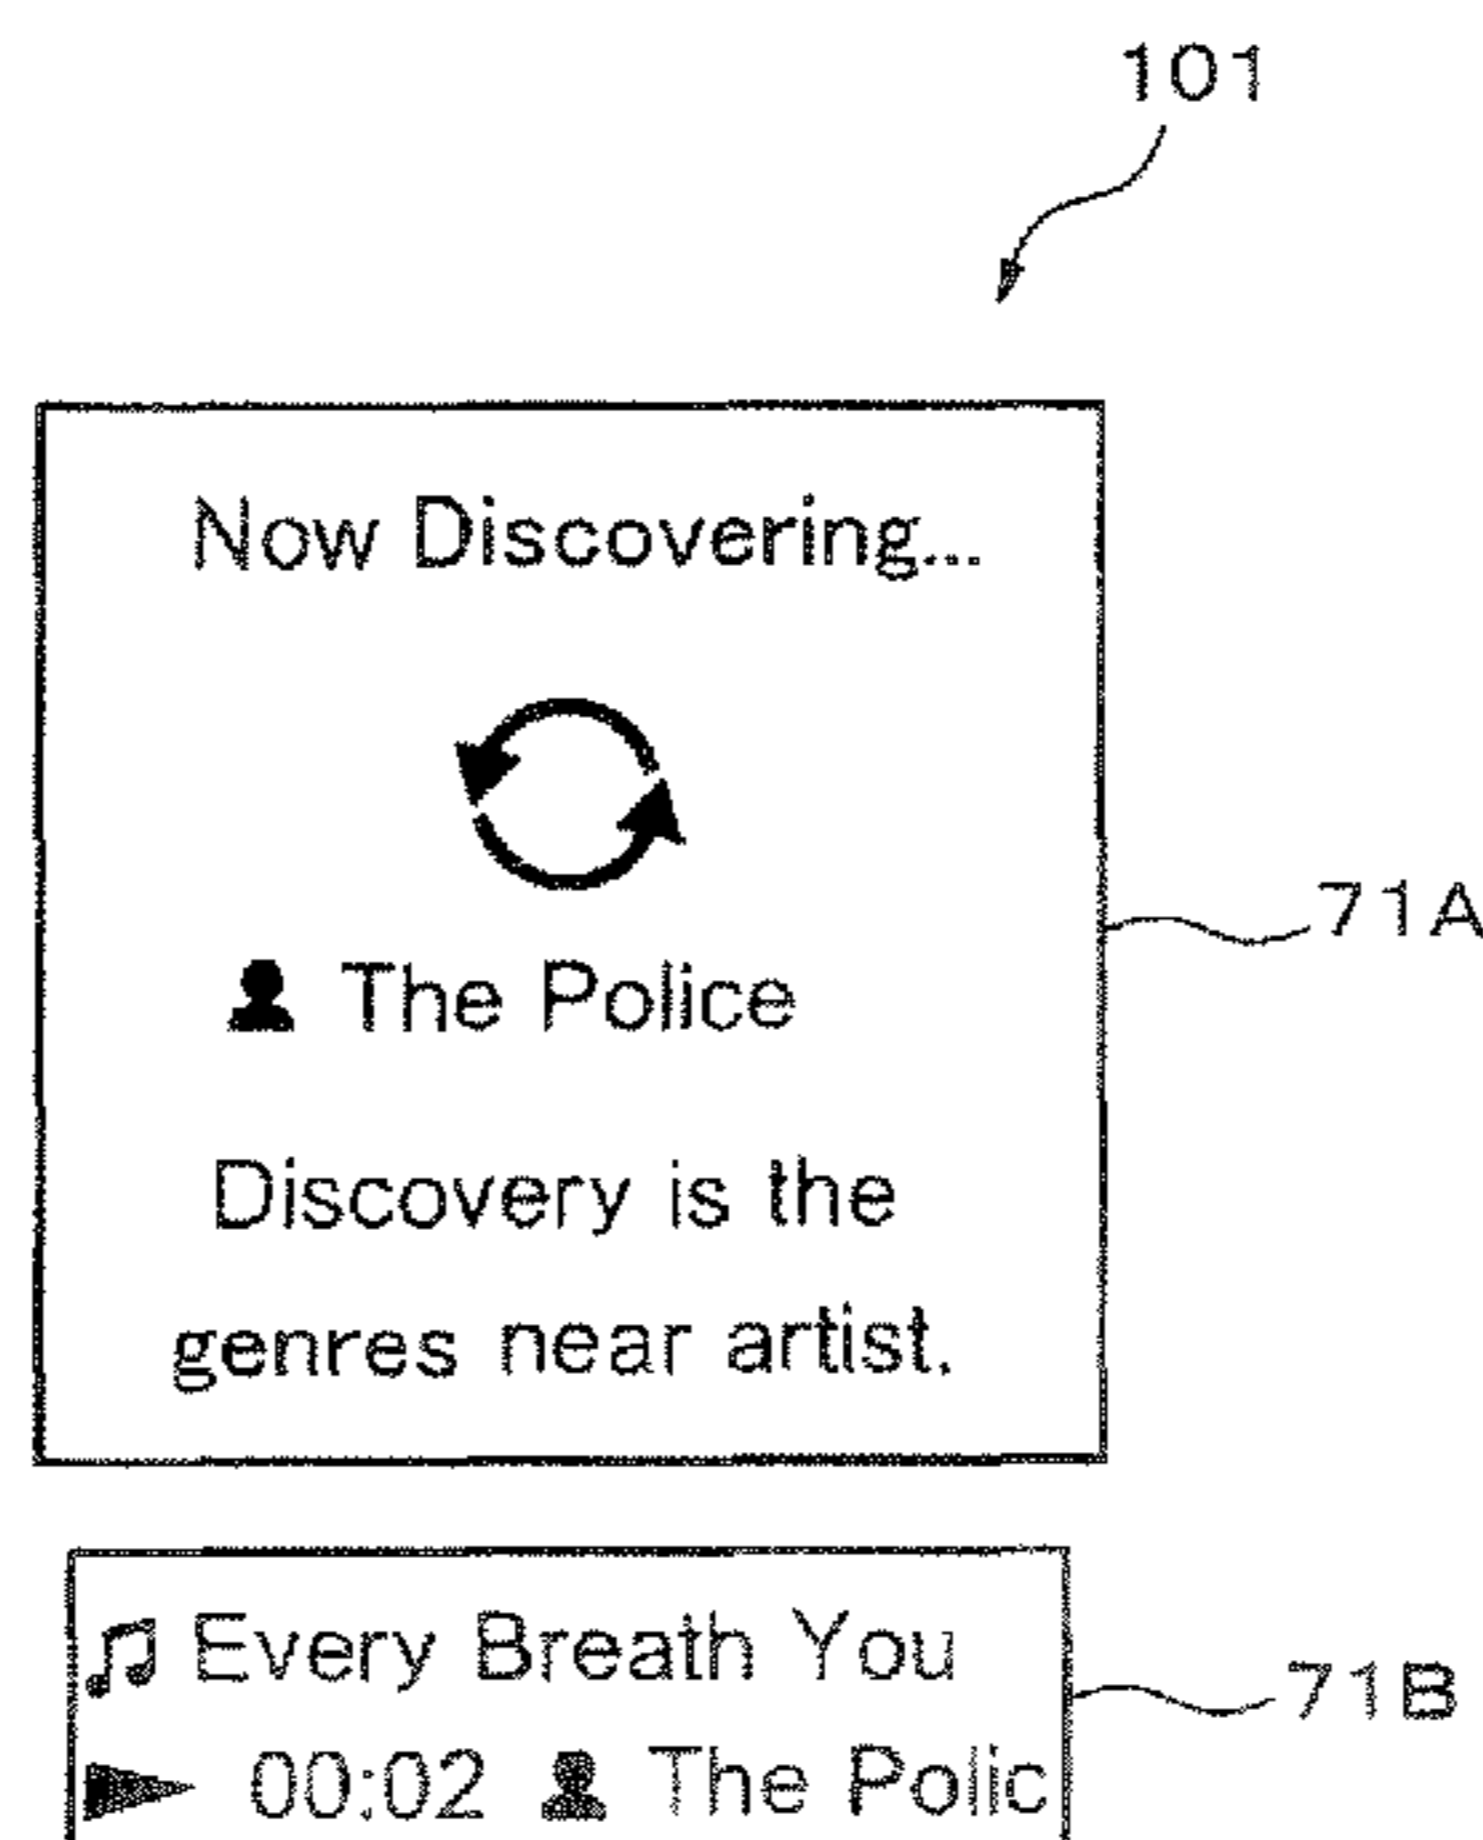 101
Now Discovering...
The Police
71A
Discovery is the
genres near artist.
Every Breath You
71B
00:02 The Polic